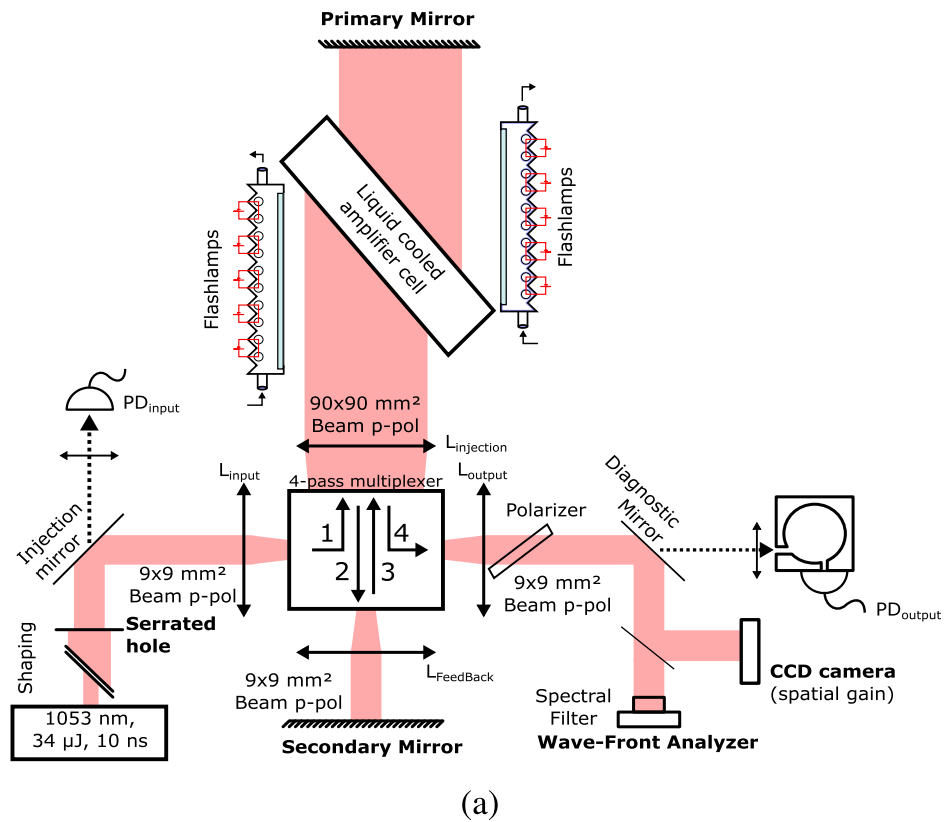 Primary Mirror
Flashlamps
Liquid cooled
amplifier cell
Flashlamps
PDinput
90x90 mm²
Beam p-pol
Linjection
Linput
4-pass multiplexer
Loutput
Injection
mirror
Polarizer
Diagnostic
Mirror
1
2
3
4
9x9 mm²
Beam p-pol
9x9 mm²
Beam p-pol
PDoutput
Shaping
Serrated
hole
9x9 mm²
Beam p-pol
LFeedBack
CCD camera
(spatial gain)
1053 nm,
34 µJ, 10 ns
Secondary Mirror
Spectral
Filter
Wave-Front Analyzer
(a)